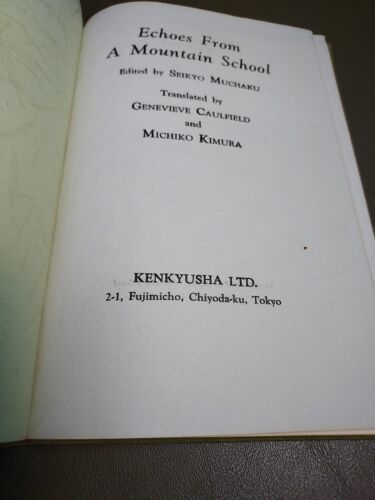 Echoes From
A Mountain School
Edited by SEIKYO MUCHAKU
Translated by
GENEVIEVE CAULFIELD
and
MICHIKO KIMURA
KENKYUSHA LTD.
2-1, Fujimicho, Chiyoda-ku, Tokyo